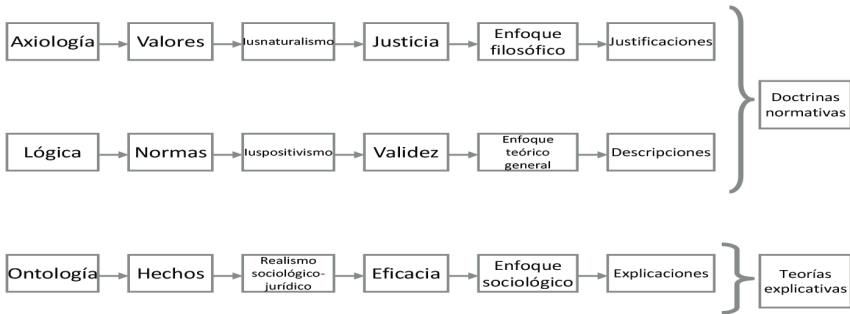 Axiología
Valores
Iusnaturalismo
Justicia
Enfoque
filosófico
Justificaciones
Doctrinas
normativas
Lógica
Normas
Iuspositivismo
Validez
Enfoque
teórico
general
Descripciones
Ontología
Hechos
Realismo
sociológico-
jurídico
Eficacia
Enfoque
sociológico
Explicaciones
Teorías
explicativas